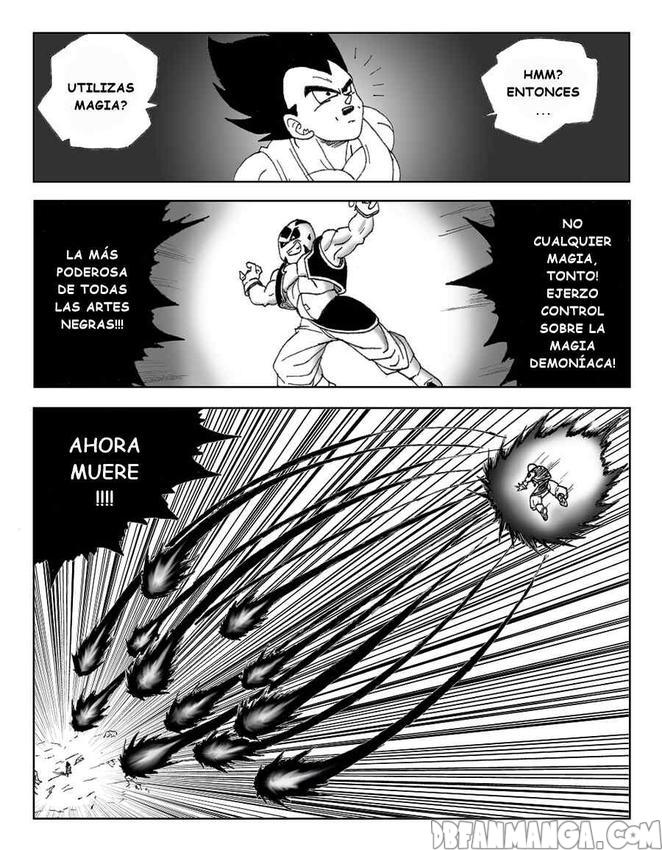 HMM?
ENTONCES
...
UTILIZAS
MAGIA?
NO
CUALQUIER
MAGIA,
TONTO!
EJERZO
CONTROL
SOBRE LA
MAGIA
DEMONÍACA!
LA MÁS
PODEROSA
DE TODAS
LAS ARTES
NEGRAS!!!
AHORA
MUERE
!!!!
DBFANMANGA.COM